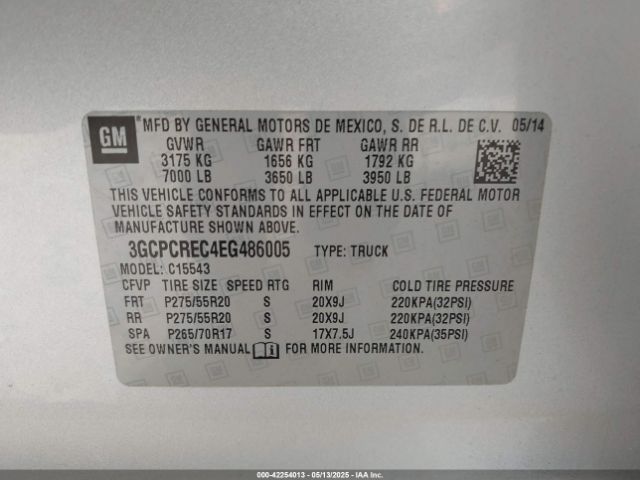 GM
MFD BY GENERAL MOTORS DE MEXICO, S. DE R.L. DE C.V. 05/14
GVWR GAWR FRT GAWR RR
3175 KG 1656 KG 1792 KG
7000 LB 3650 LB 3950 LB
THIS VEHICLE CONFORMS TO ALL APPLICABLE U.S. FEDERAL MOTOR
VEHICLE SAFETY STANDARDS IN EFFECT ON THE DATE OF
MANUFACTURE SHOWN ABOVE.
3GCPCREC4EG486005 TYPE: TRUCK
MODEL: C15543
CFVP TIRE SIZE SPEED RTG RIM COLD TIRE PRESSURE
FRT P275/55R20 S 20X9J 220KPA(32PSI)
RR P275/55R20 S 20X9J 220KPA(32PSI)
SPA P265/70R17 S 17X7.5J 240KPA(35PSI)
SEE OWNER'S MANUAL FOR MORE INFORMATION.
000-42254013 | 05/13/2025 - POWERED BY IAA